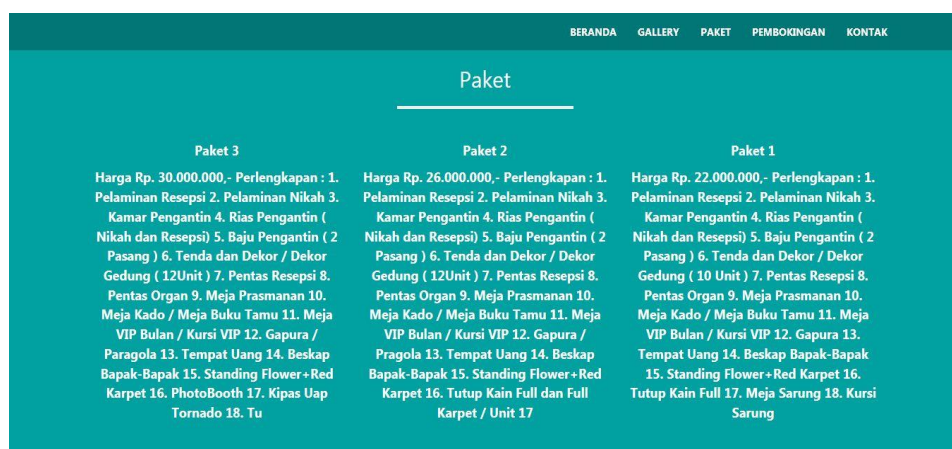 BERANDA GALLERY PAKET PEMBOKINGAN KONTAK
Paket
Paket 3
Harga Rp. 30.000.000,- Perlengkapan : 1.
Pelaminan Resepsi 2. Pelaminan Nikah 3.
Kamar Pengantin 4. Rias Pengantin (
Nikah dan Resepsi) 5. Baju Pengantin ( 2
Pasang ) 6. Tenda dan Dekor / Dekor
Gedung ( 12Unit ) 7. Pentas Resepsi 8.
Pentas Organ 9. Meja Prasmanan 10.
Meja Kado / Meja Buku Tamu 11. Meja
VIP Bulan / Kursi VIP 12. Gapura /
Paragola 13. Tempat Uang 14. Beskap
Bapak-Bapak 15. Standing Flower+Red
Karpet 16. PhotoBooth 17. Kipas Uap
Tornado 18. Tu
Paket 2
Harga Rp. 26.000.000,- Perlengkapan : 1.
Pelaminan Resepsi 2. Pelaminan Nikah 3.
Kamar Pengantin 4. Rias Pengantin (
Nikah dan Resepsi) 5. Baju Pengantin ( 2
Pasang ) 6. Tenda dan Dekor / Dekor
Gedung ( 12Unit ) 7. Pentas Resepsi 8.
Pentas Organ 9. Meja Prasmanan 10.
Meja Kado / Meja Buku Tamu 11. Meja
VIP Bulan / Kursi VIP 12. Gapura /
Pragola 13. Tempat Uang 14. Beskap
Bapak-Bapak 15. Standing Flower+Red
Karpet 16. Tutup Kain Full dan Full
Karpet / Unit 17
Paket 1
Harga Rp. 22.000.000,- Perlengkapan : 1.
Pelaminan Resepsi 2. Pelaminan Nikah 3.
Kamar Pengantin 4. Rias Pengantin (
Nikah dan Resepsi) 5. Baju Pengantin ( 2
Pasang ) 6. Tenda dan Dekor / Dekor
Gedung ( 10 Unit ) 7. Pentas Resepsi 8.
Pentas Organ 9. Meja Prasmanan 10.
Meja Kado / Meja Buku Tamu 11. Meja
VIP Bulan / Kursi VIP 12. Gapura 13.
Tempat Uang 14. Beskap Bapak-Bapak
15. Standing Flower+Red Karpet 16.
Tutup Kain Full 17. Meja Sarung 18. Kursi
Sarung